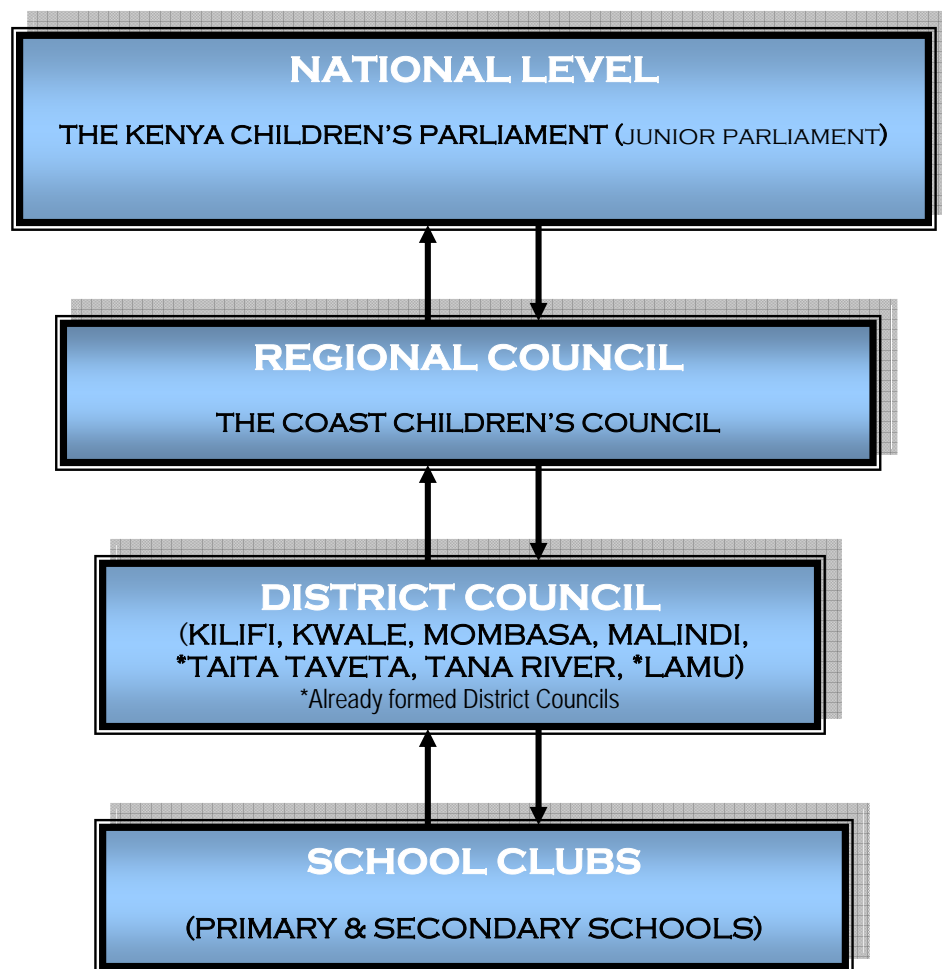 NATIONAL LEVEL
THE KENYA CHILDREN'S PARLIAMENT (JUNIOR PARLIAMENT)
REGIONAL COUNCIL
THE COAST CHILDREN'S COUNCIL
DISTRICT COUNCIL
(KILIFI, KWALE, MOMBASA, MALINDI,
*TAITA TAVETA, TANA RIVER, *LAMU)
*Already formed District Councils
SCHOOL CLUBS
(PRIMARY & SECONDARY SCHOOLS)